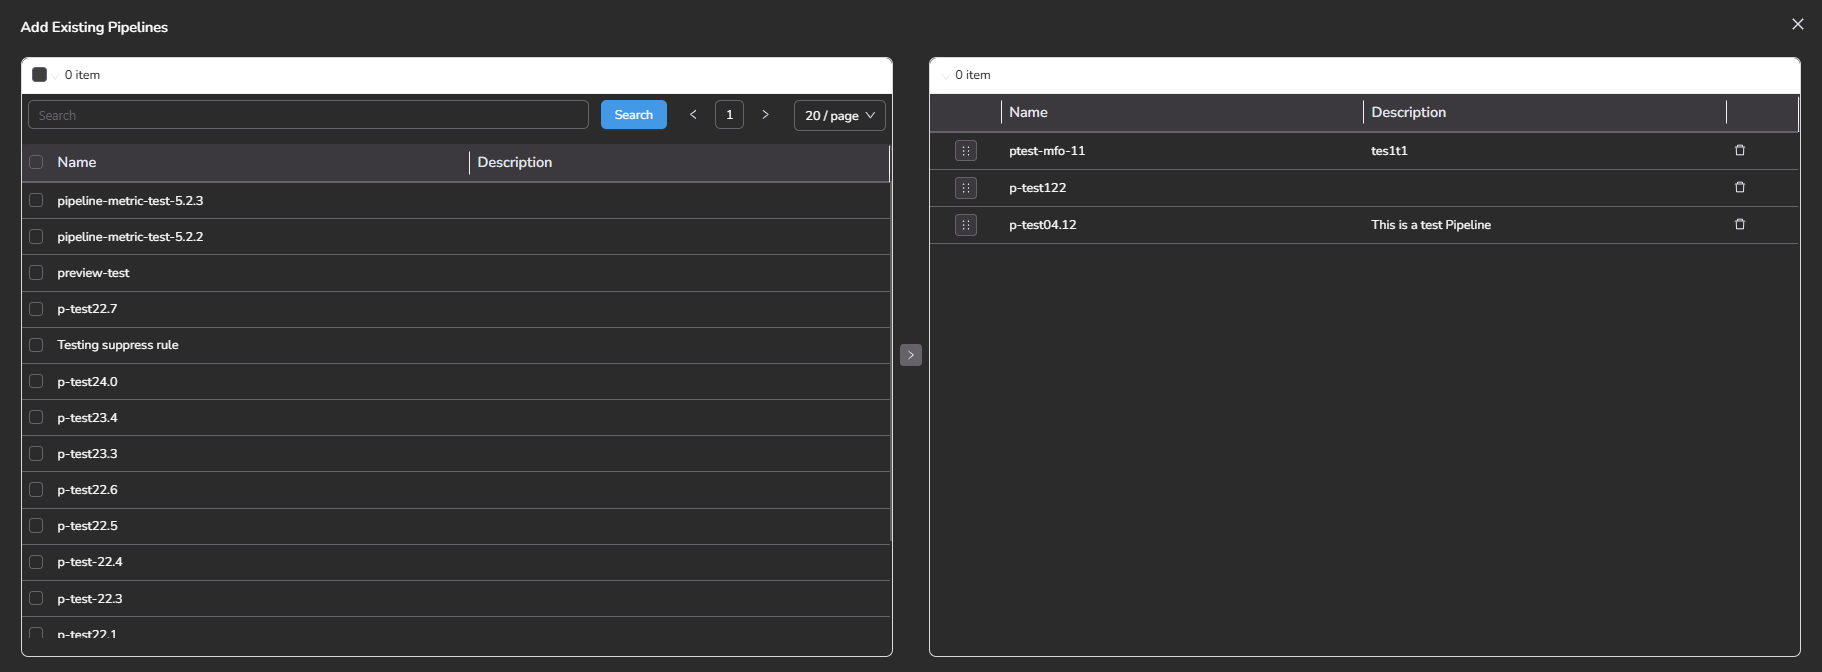 Add Existing Pipelines
0 item
Search
Search
1
20 / page
Name
Description
pipeline-metric-test-5.2.3
pipeline-metric-test-5.2.2
preview-test
p-test22.7
Testing suppress rule
p-test24.0
p-test23.4
p-test23.3
p-test22.6
p-test22.5
p-test-22.4
p-test-22.3
p-test22.1
0 item
Name
Description
ptest-mfo-11
tes1t1
p-test122
p-test04.12
This is a test Pipeline